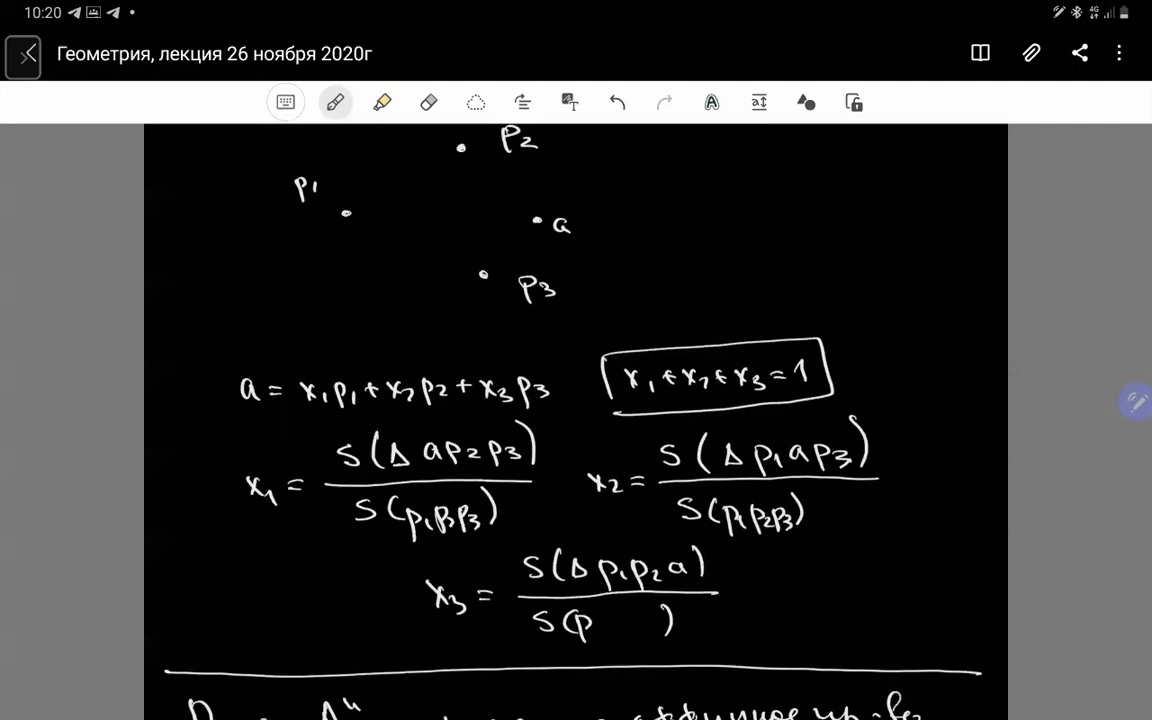 10:20
4G
Геометрия, лекция 26 ноября 2020г
p2
p1
a
p3
a = x1p1 + x2p2 + x3p3 x1 + x2 + x3 = 1
x1 = S(Δ ap2p3) / S(p1p2p3) x2 = S(Δ p1ap3) / S(p1p2p3)
x3 = S(Δ p1p2a) / S(p )